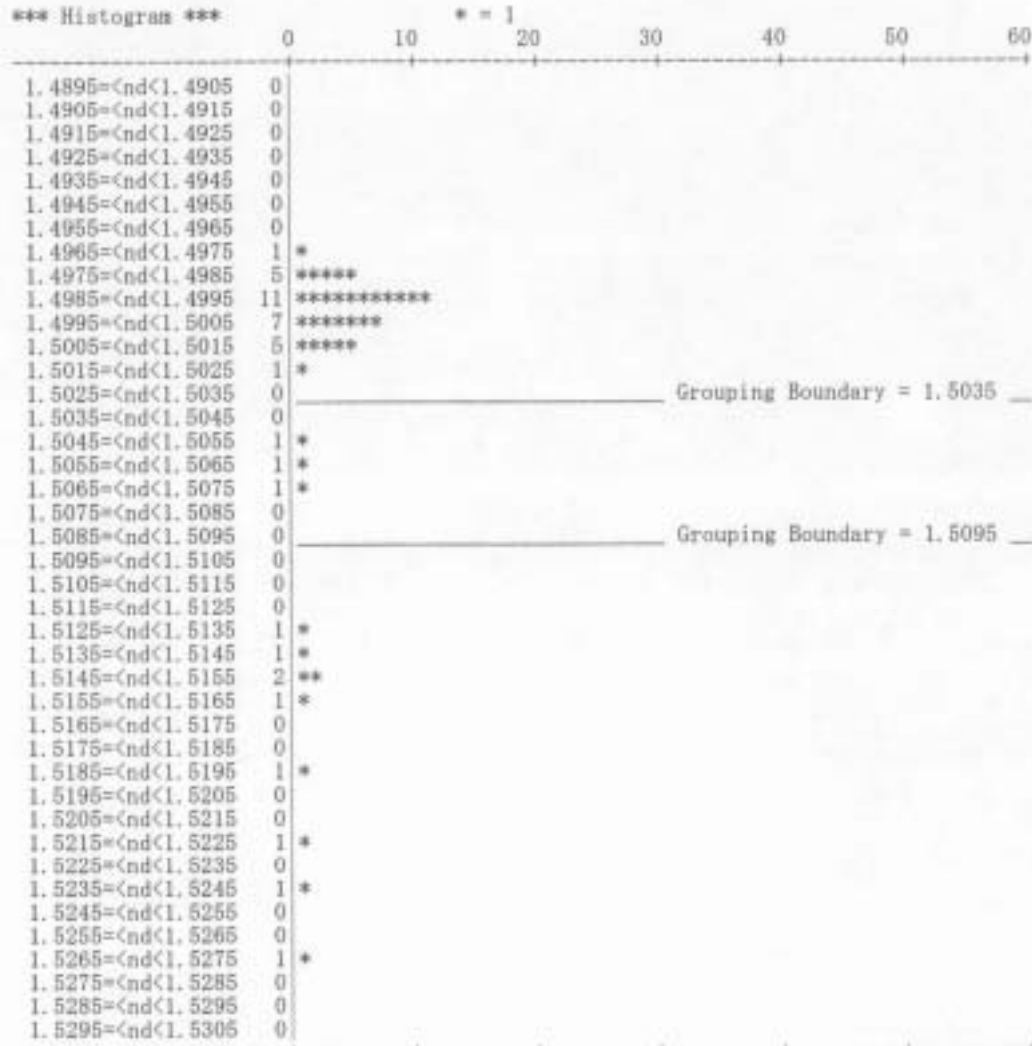 *** Histogram *** * = 1
0 10 20 30 40 50 60
1.4895=<nd<1.4905 0
1.4905=<nd<1.4915 0
1.4915=<nd<1.4925 0
1.4925=<nd<1.4935 0
1.4935=<nd<1.4945 0
1.4945=<nd<1.4955 0
1.4955=<nd<1.4965 0
1.4965=<nd<1.4975 1 *
1.4975=<nd<1.4985 5 *****
1.4985=<nd<1.4995 11 ***********
1.4995=<nd<1.5005 7 *******
1.5005=<nd<1.5015 5 *****
1.5015=<nd<1.5025 1 *
1.5025=<nd<1.5035 0 Grouping Boundary = 1.5035
1.5035=<nd<1.5045 0
1.5045=<nd<1.5055 1 *
1.5055=<nd<1.5065 1 *
1.5065=<nd<1.5075 1 *
1.5075=<nd<1.5085 0
1.5085=<nd<1.5095 0 Grouping Boundary = 1.5095
1.5095=<nd<1.5105 0
1.5105=<nd<1.5115 0
1.5115=<nd<1.5125 0
1.5125=<nd<1.5135 1 *
1.5135=<nd<1.5145 1 *
1.5145=<nd<1.5155 2 **
1.5155=<nd<1.5165 1 *
1.5165=<nd<1.5175 0
1.5175=<nd<1.5185 0
1.5185=<nd<1.5195 1 *
1.5195=<nd<1.5205 0
1.5205=<nd<1.5215 0
1.5215=<nd<1.5225 1 *
1.5225=<nd<1.5235 0
1.5235=<nd<1.5245 1 *
1.5245=<nd<1.5255 0
1.5255=<nd<1.5265 0
1.5265=<nd<1.5275 1 *
1.5275=<nd<1.5285 0
1.5285=<nd<1.5295 0
1.5295=<nd<1.5305 0